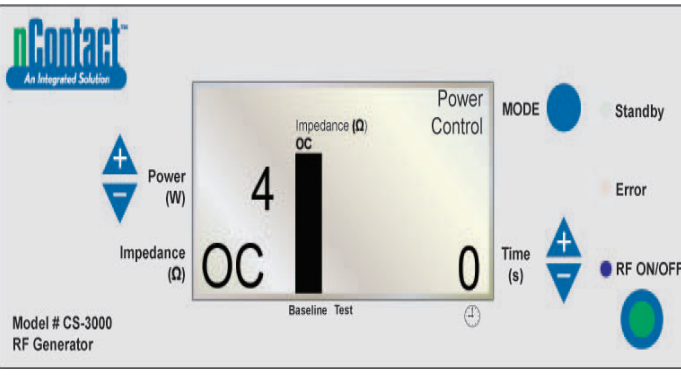 nContact™
An Integrated Solution
Power
Control
Impedance (Ω)
OC
MODE
Standby
Power
(W)
4
Error
Impedance
(Ω)
OC
0
Time
(s)
RF ON/OFF
Baseline Test
Model # CS-3000
RF Generator
+
−
+
−